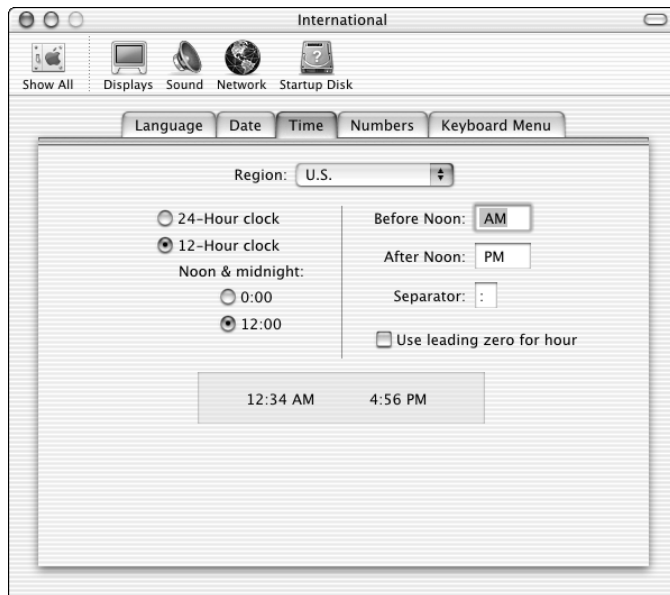 International
Show All Displays Sound Network Startup Disk
Language Date Time Numbers Keyboard Menu
Region: U.S.
24-Hour clock
12-Hour clock
Noon & midnight:
0:00
12:00
Before Noon: AM
After Noon: PM
Separator: :
Use leading zero for hour
12:34 AM 4:56 PM